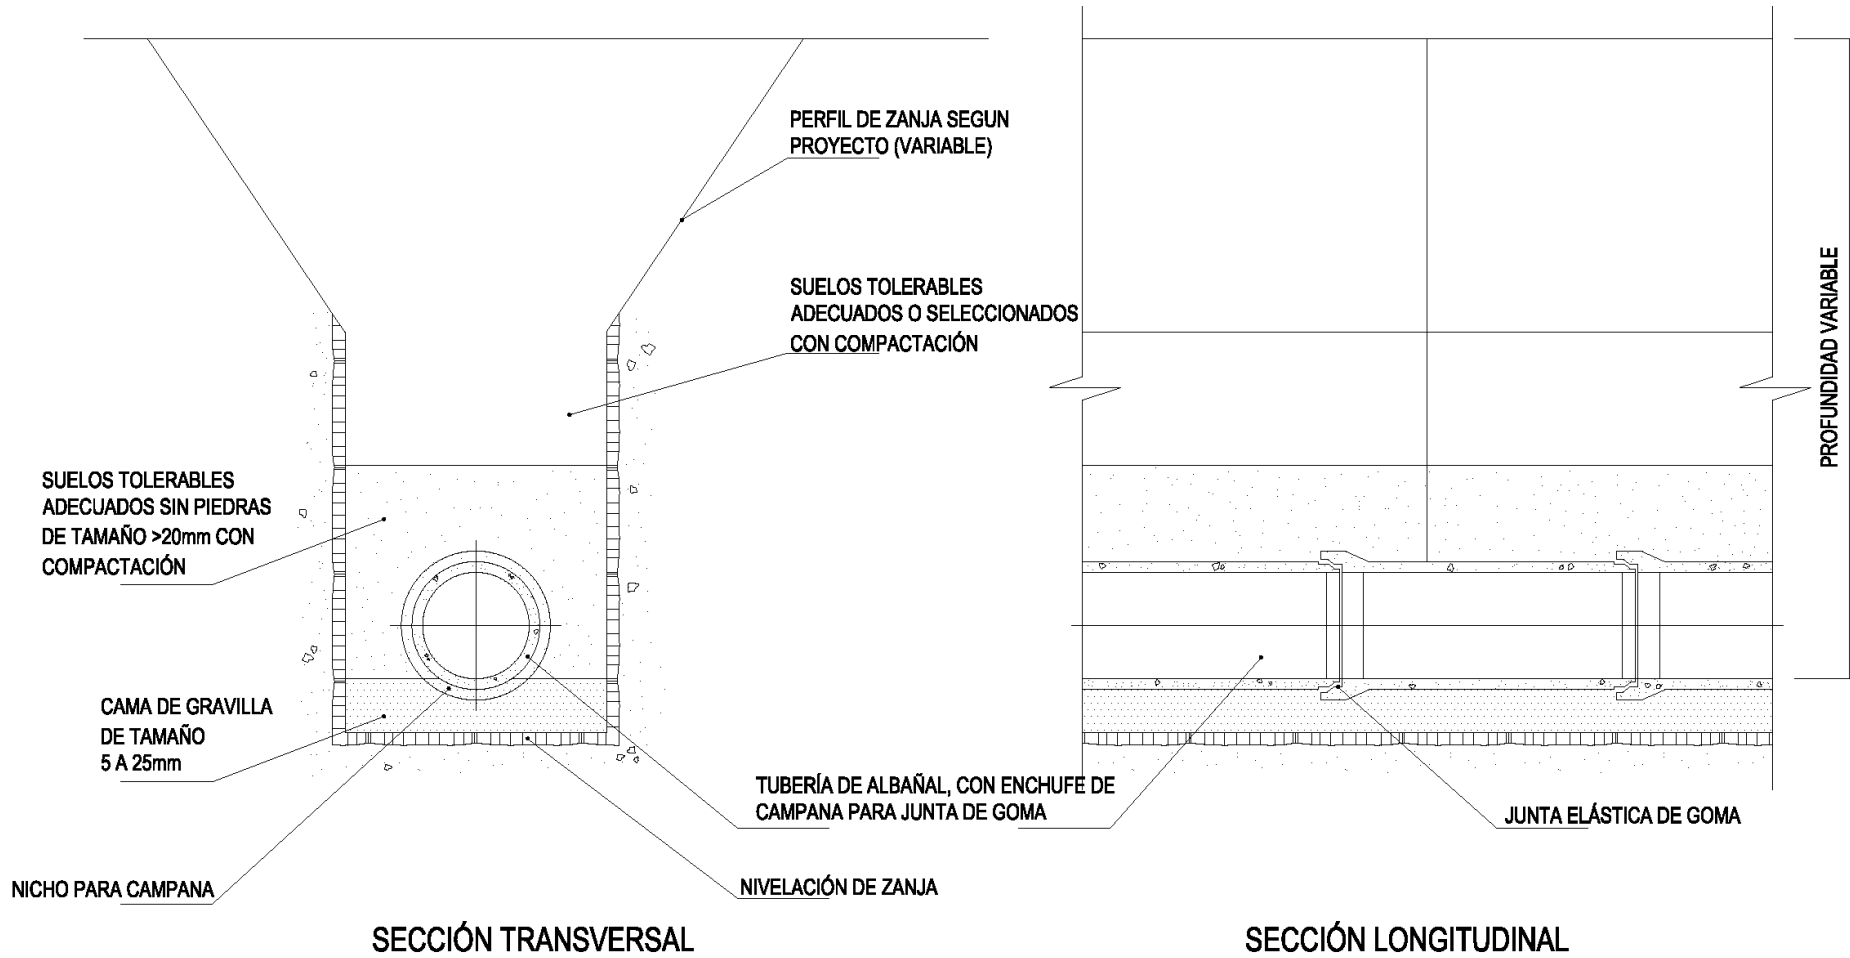 PERFIL DE ZANJA SEGUN
PROYECTO (VARIABLE)
SUELOS TOLERABLES
ADECUADOS O SELECCIONADOS
CON COMPACTACIÓN
SUELOS TOLERABLES
ADECUADOS SIN PIEDRAS
DE TAMAÑO >20mm CON
COMPACTACIÓN
CAMA DE GRAVILLA
DE TAMAÑO
5 A 25mm
NICHO PARA CAMPANA
TUBERÍA DE ALBAÑAL, CON ENCHUFE DE
CAMPANA PARA JUNTA DE GOMA
NIVELACIÓN DE ZANJA
SECCIÓN TRANSVERSAL
PROFUNDIDAD VARIABLE
JUNTA ELÁSTICA DE GOMA
SECCIÓN LONGITUDINAL